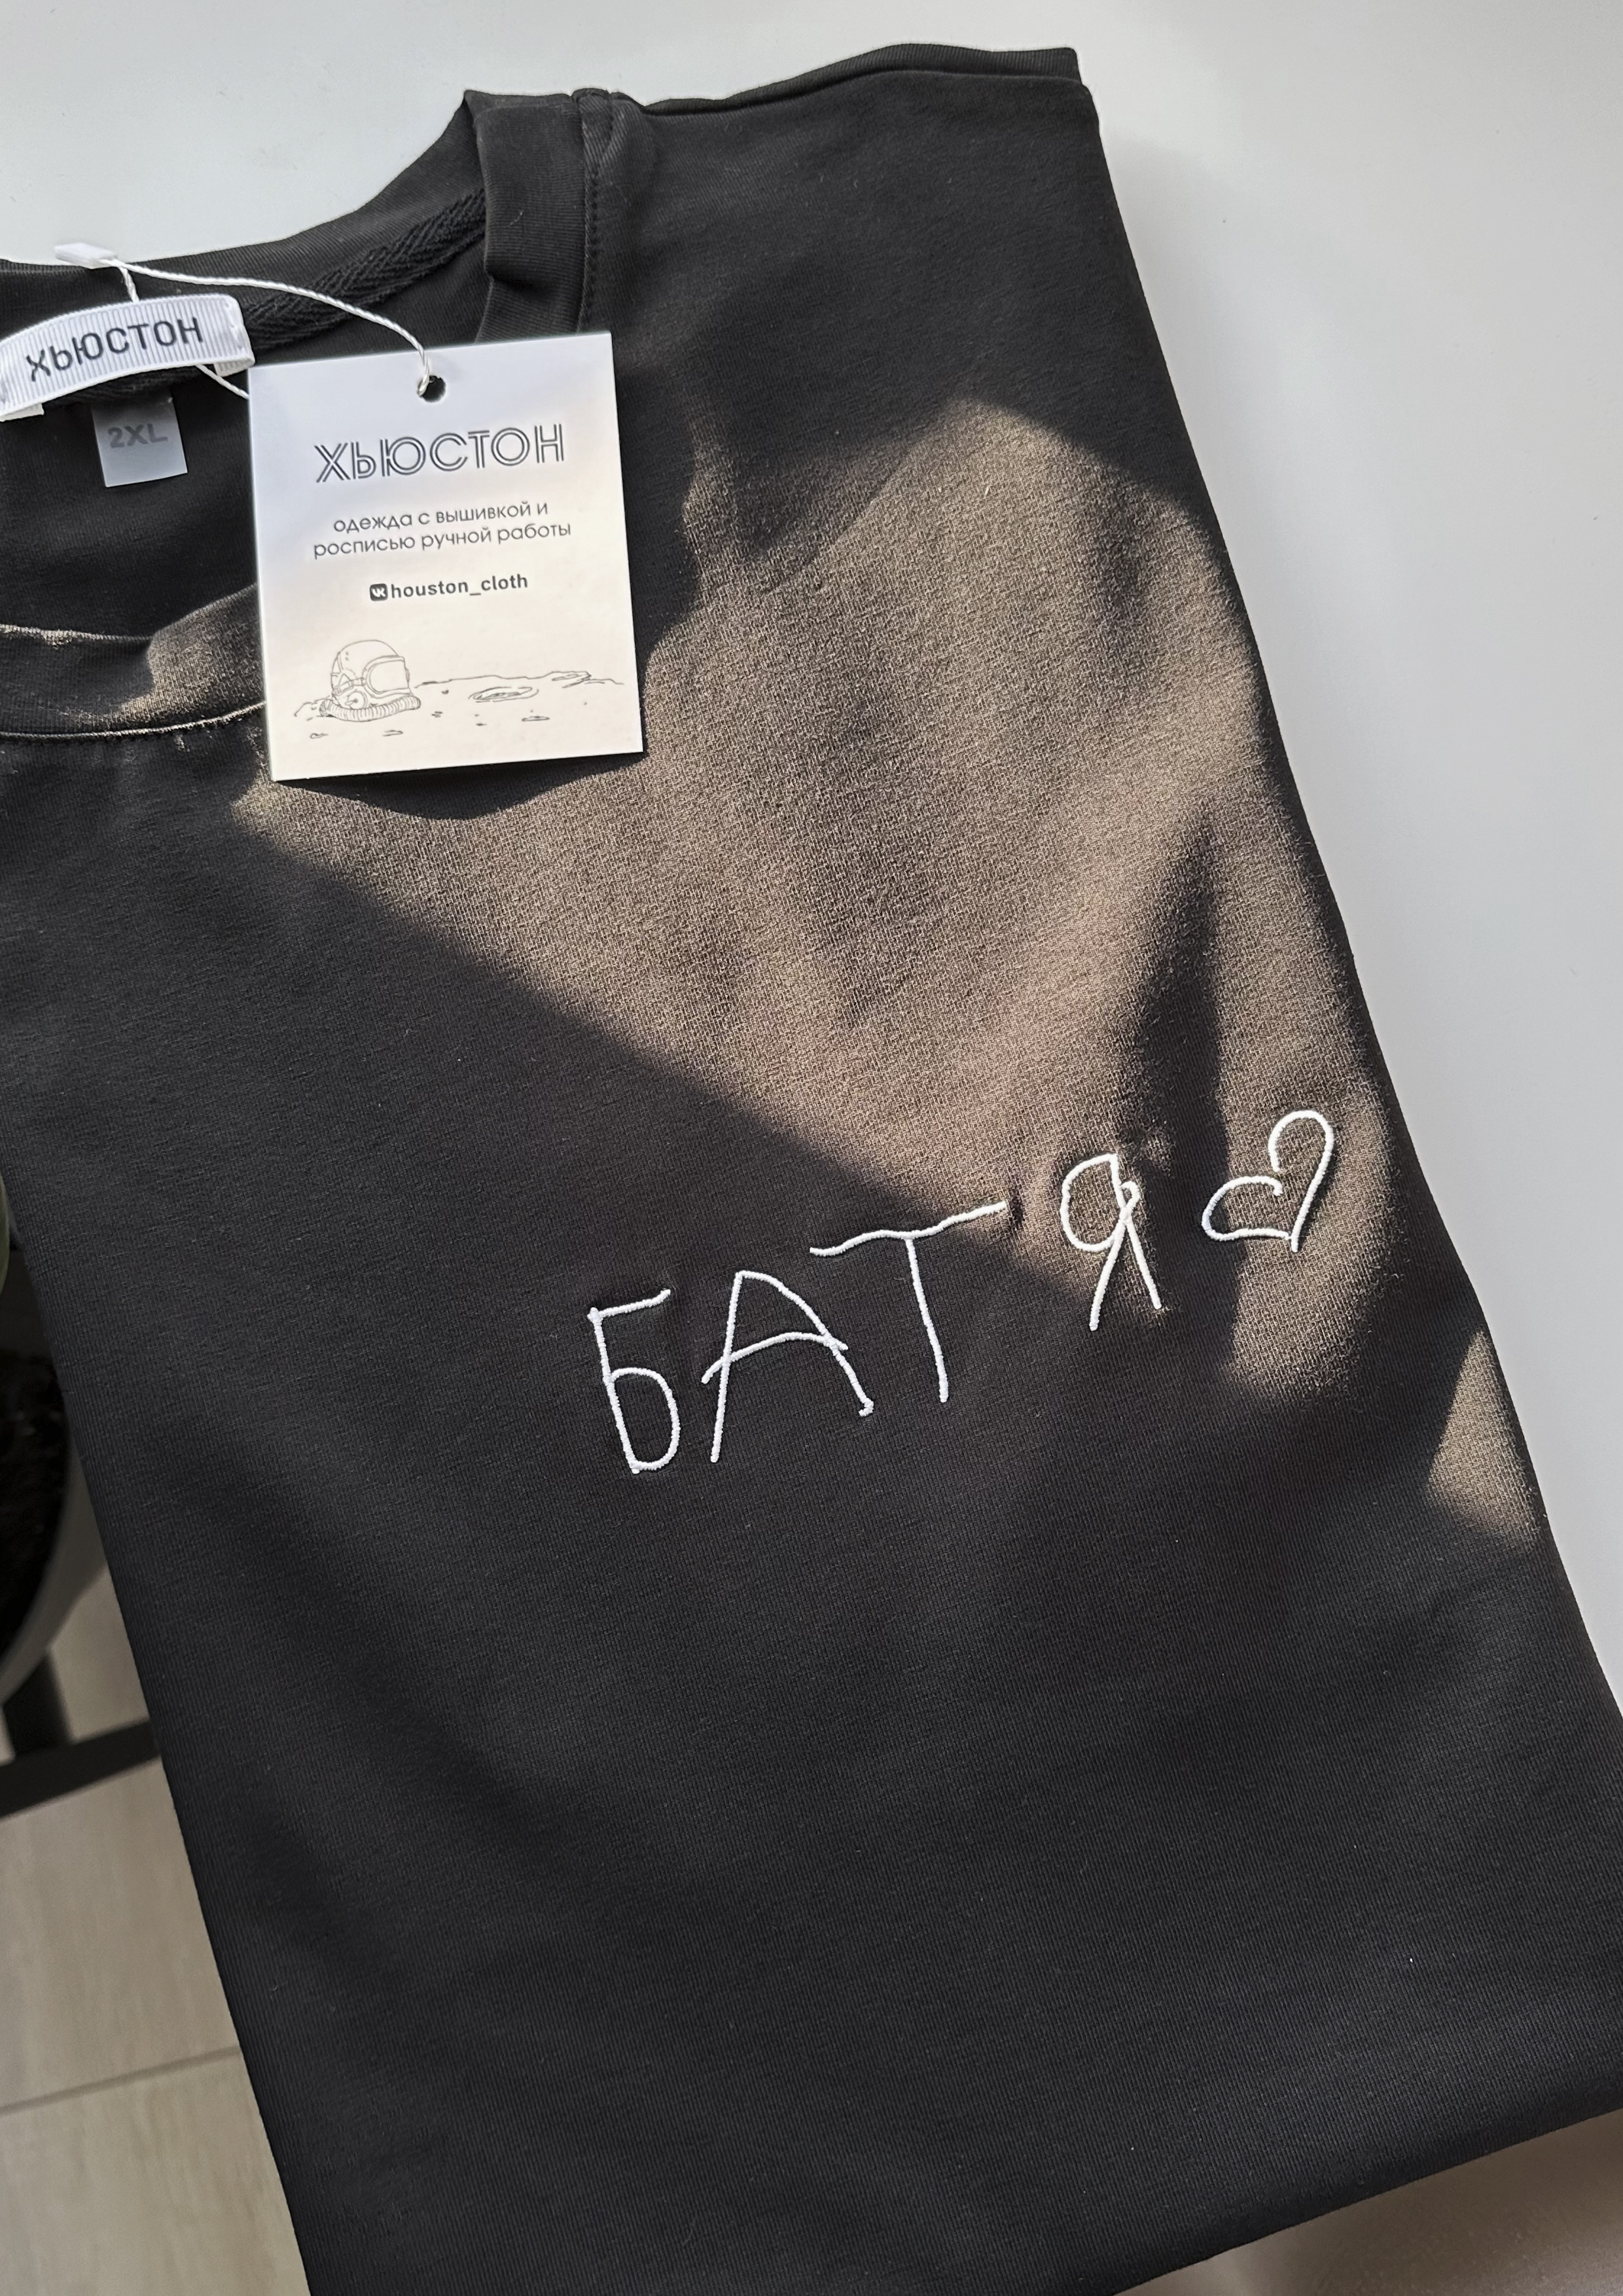 ХЬЮСТОН
2XL
ХЬЮСТОН
одежда с вышивкой и
росписью ручной работы
houston_cloth
БАТЯ